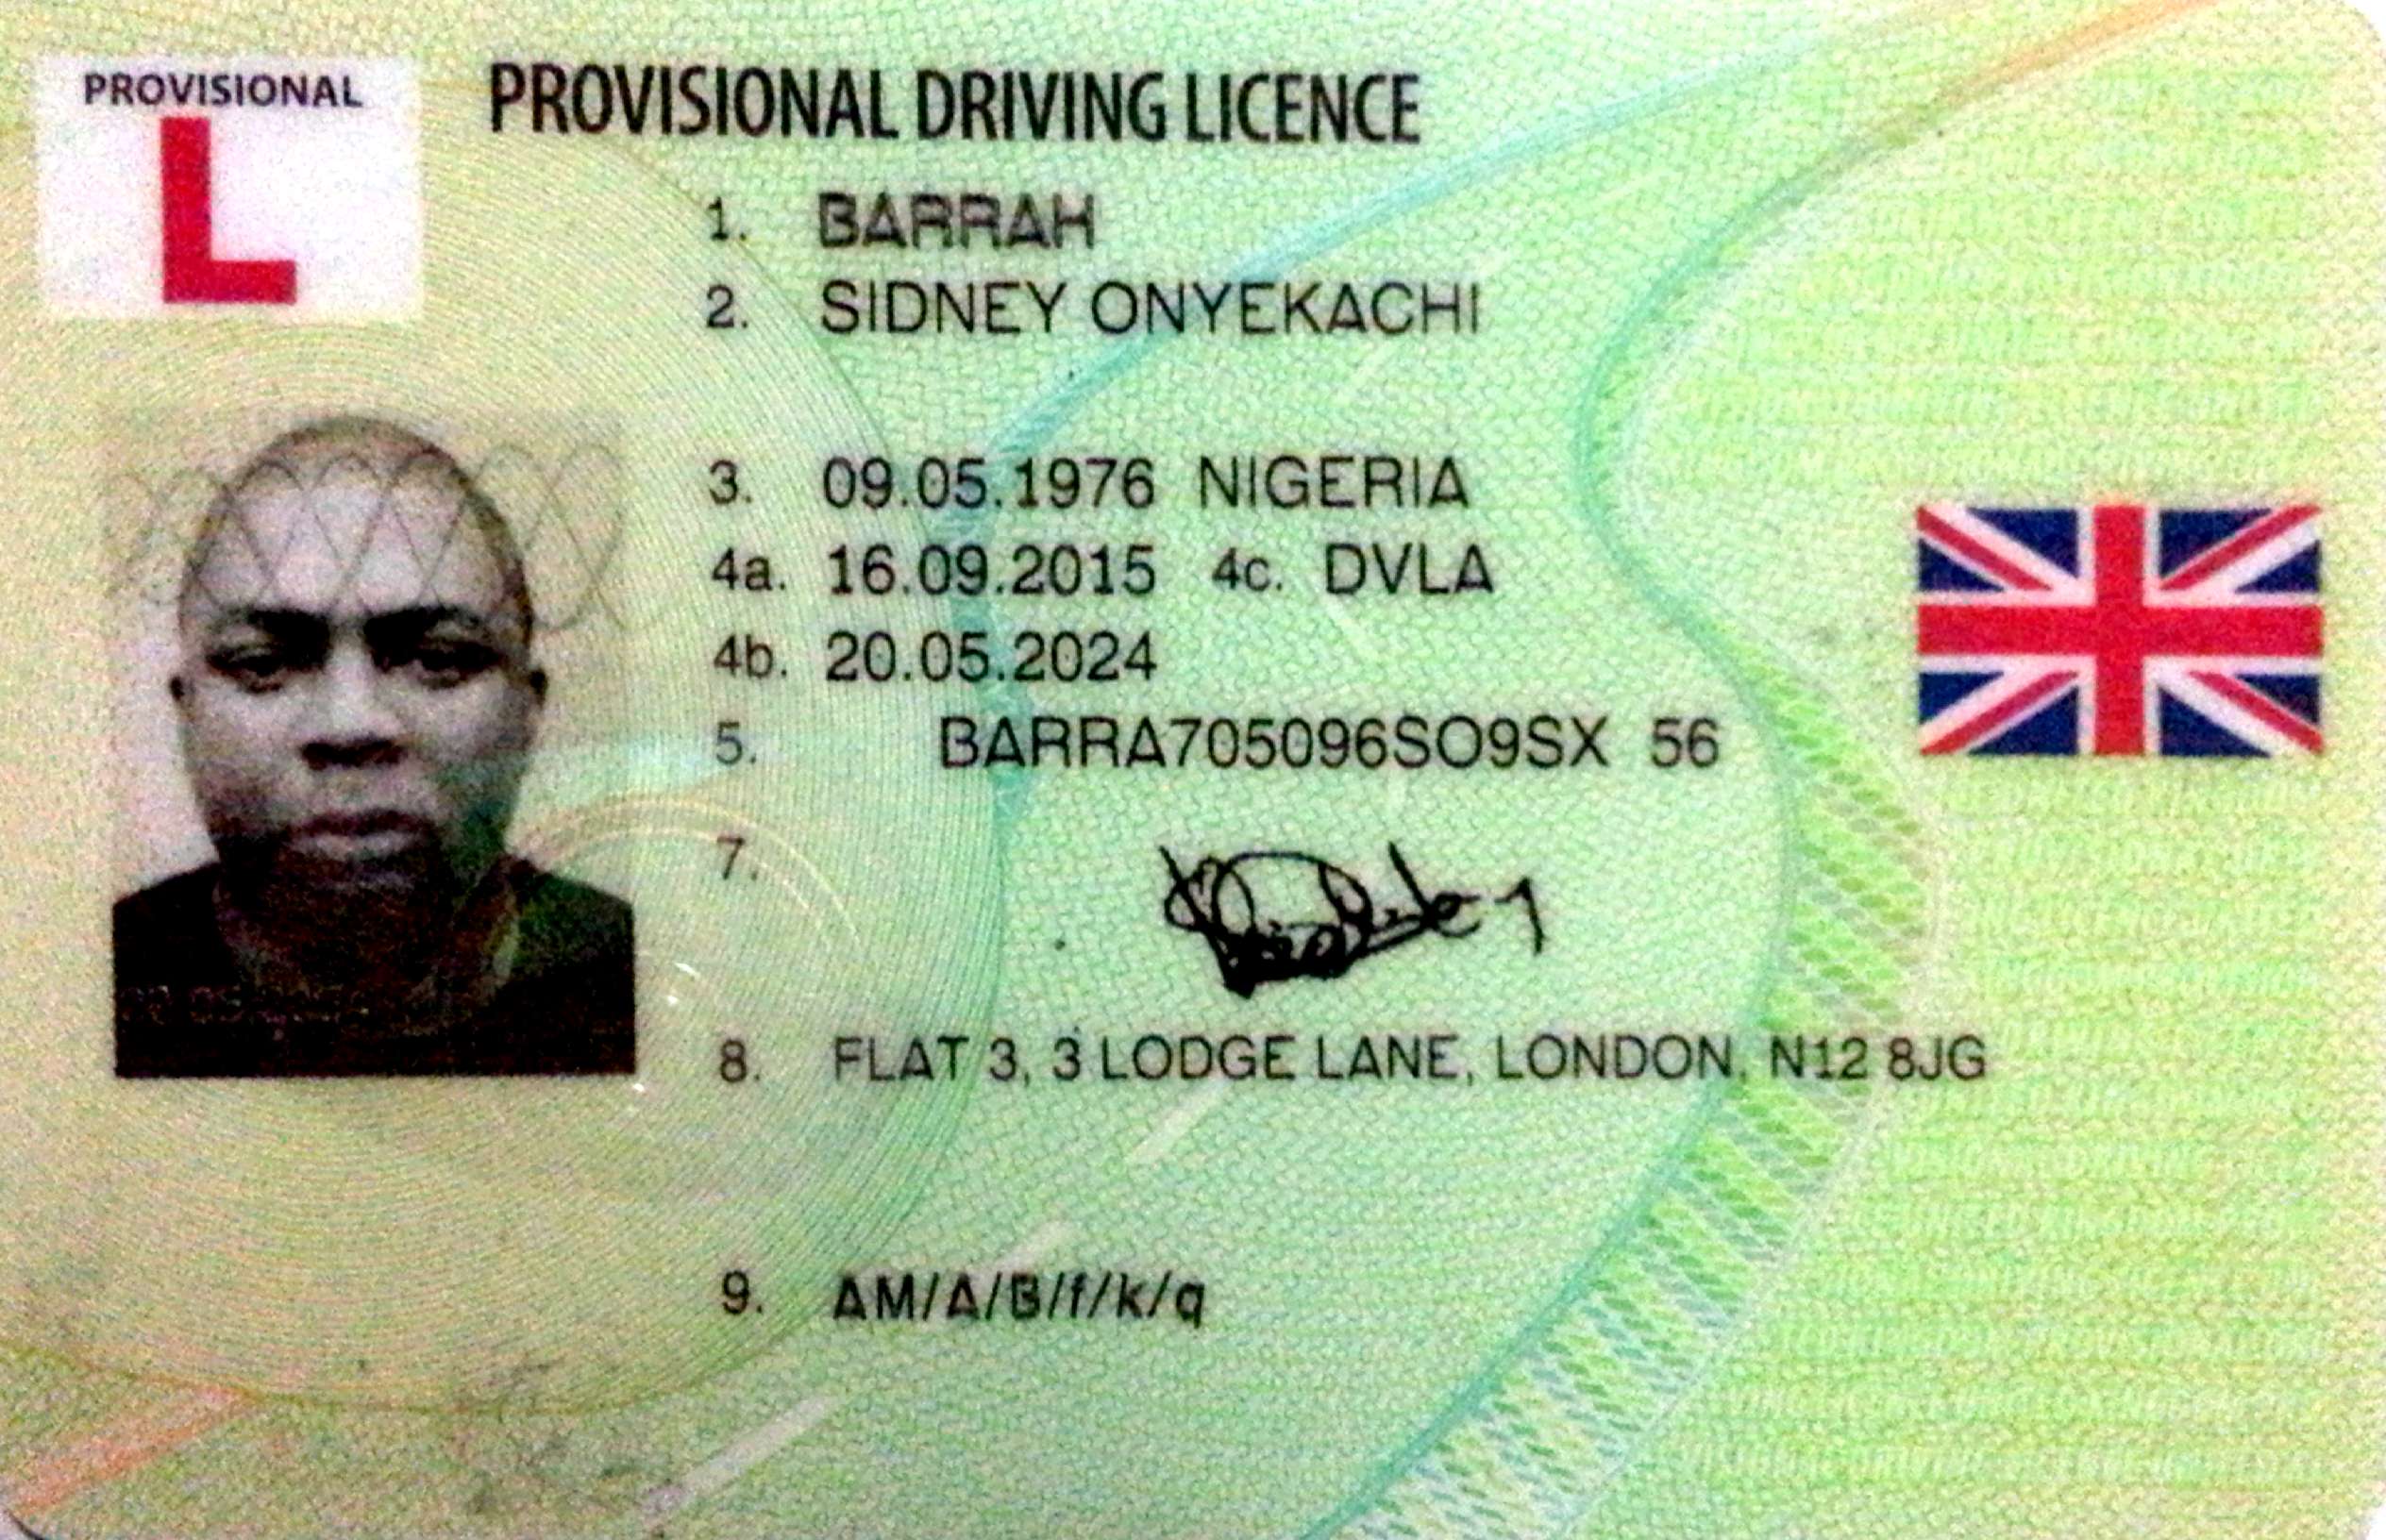 PROVISIONAL
L
PROVISIONAL DRIVING LICENCE
1. BARRAH
2. SIDNEY ONYEKACHI
3. 09.05.1976 NIGERIA
4a. 16.09.2015 4c. DVLA
4b. 20.05.2024
5. BARRA705096SO9SX 56
7.
8. FLAT 3, 3 LODGE LANE, LONDON, N12 8JG
9. AM/A/B/f/k/q